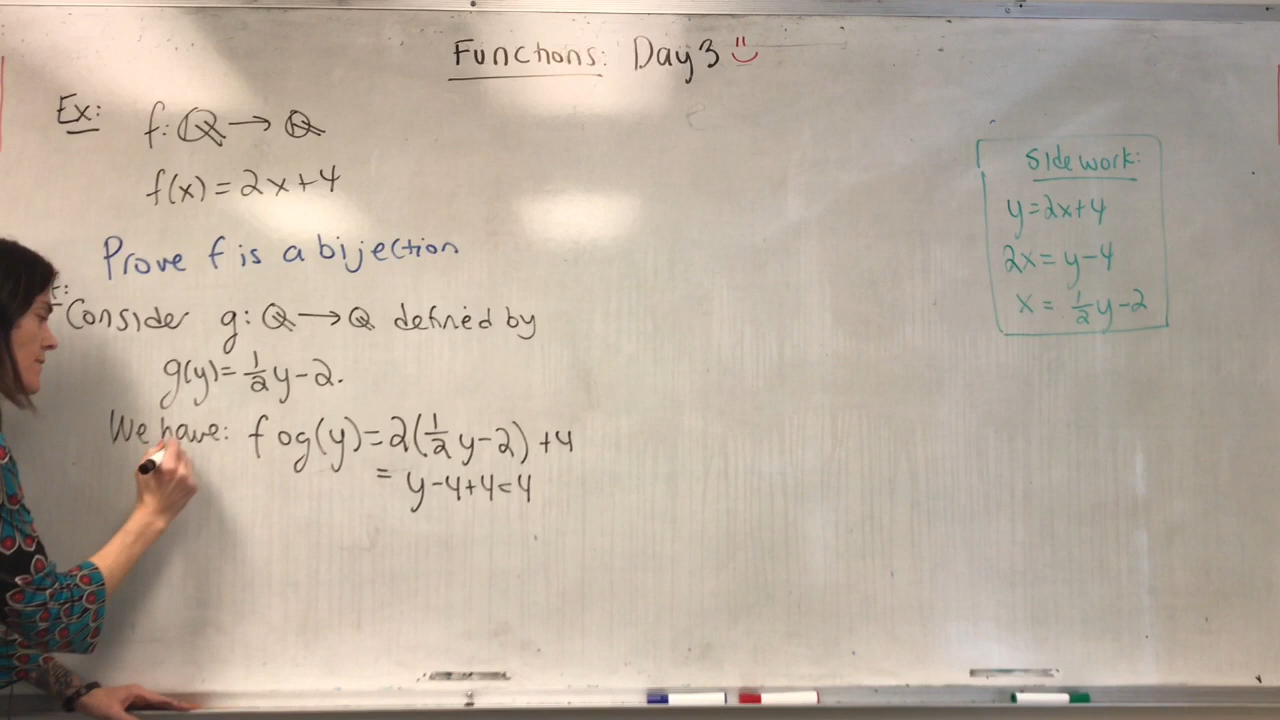 Functions: Day 3
Ex: f: ℚ → ℚ
f(x) = 2x+4
Prove f is a bijection
Consider g: ℚ → ℚ defined by
g(y) = 1/2 y - 2.
We have: f o g(y) = 2(1/2 y - 2) + 4
= y - 4 + 4 = 4
Side work:
y = 2x+4
2x = y - 4
x = 1/2 y - 2